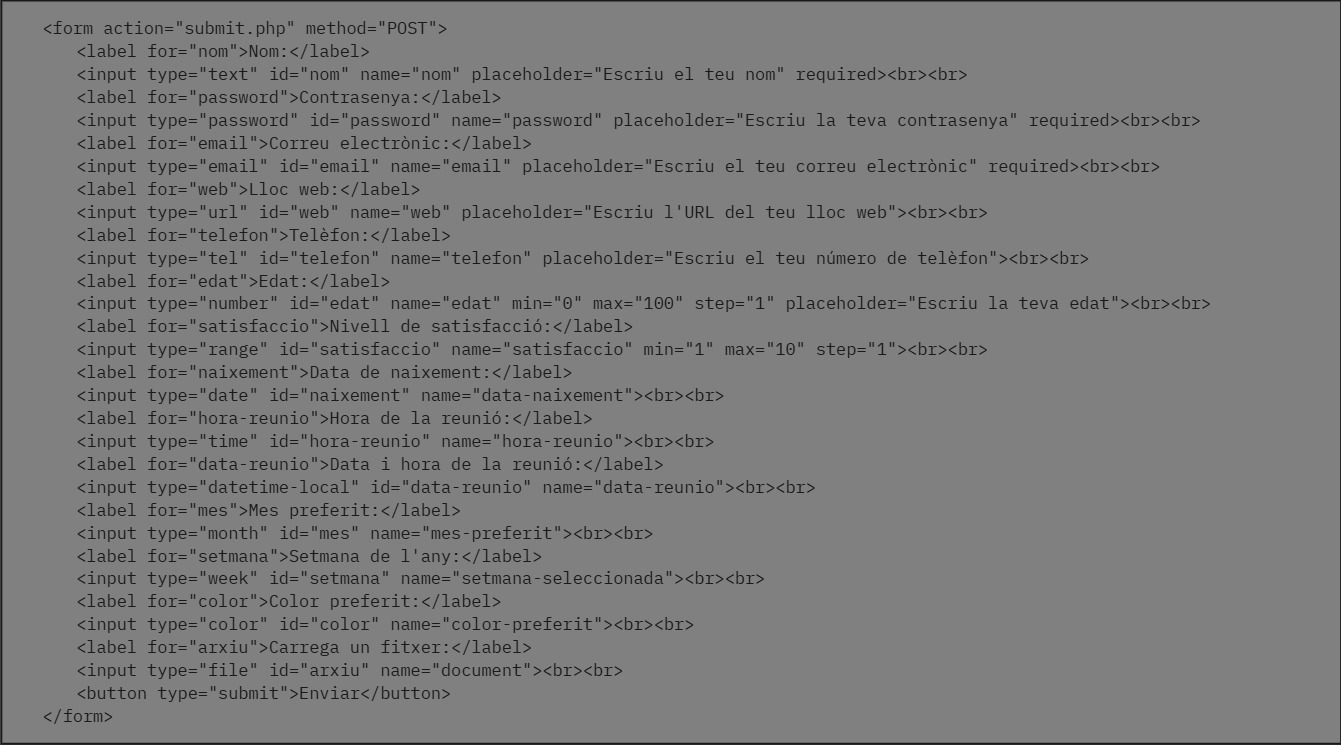 <form action="submit.php" method="POST">
<label for="nom">Nom:</label>
<input type="text" id="nom" name="nom" placeholder="Escriu el teu nom" required><br><br>
<label for="password">Contrasenya:</label>
<input type="password" id="password" name="password" placeholder="Escriu la teva contrasenya" required><br><br>
<label for="email">Correu electrònic:</label>
<input type="email" id="email" name="email" placeholder="Escriu el teu correu electrònic" required><br><br>
<label for="web">Lloc web:</label>
<input type="url" id="web" name="web" placeholder="Escriu l'URL del teu lloc web"><br><br>
<label for="telefon">Telèfon:</label>
<input type="tel" id="telefon" name="telefon" placeholder="Escriu el teu número de telèfon"><br><br>
<label for="edat">Edat:</label>
<input type="number" id="edat" name="edat" min="0" max="100" step="1" placeholder="Escriu la teva edat"><br><br>
<label for="satisfaccio">Nivell de satisfacció:</label>
<input type="range" id="satisfaccio" name="satisfaccio" min="1" max="10" step="1"><br><br>
<label for="naixement">Data de naixement:</label>
<input type="date" id="naixement" name="data-naixement"><br><br>
<label for="hora-reunio">Hora de la reunió:</label>
<input type="time" id="hora-reunio" name="hora-reunio"><br><br>
<label for="data-reunio">Data i hora de la reunió:</label>
<input type="datetime-local" id="data-reunio" name="data-reunio"><br><br>
<label for="mes">Mes preferit:</label>
<input type="month" id="mes" name="mes-preferit"><br><br>
<label for="setmana">Setmana de l'any:</label>
<input type="week" id="setmana" name="setmana-seleccionada"><br><br>
<label for="color">Color preferit:</label>
<input type="color" id="color" name="color-preferit"><br><br>
<label for="arxiu">Carrega un fitxer:</label>
<input type="file" id="arxiu" name="document"><br><br>
<button type="submit">Enviar</button>
</form>